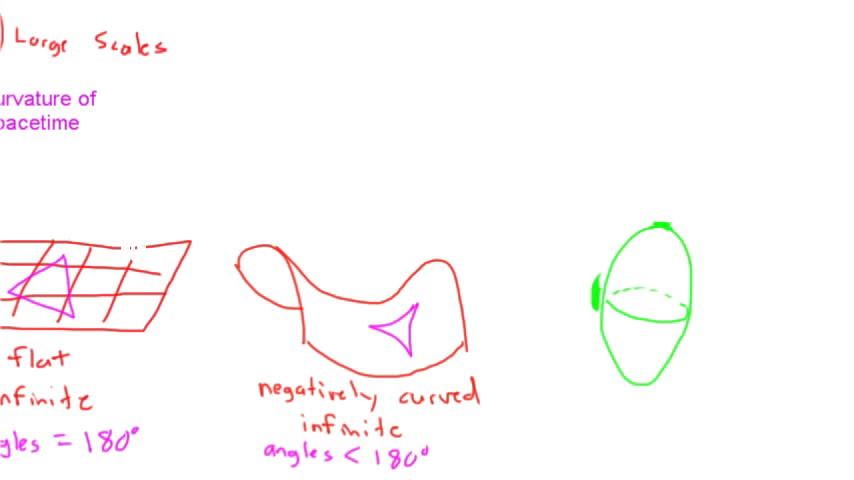 ) Large Scales
urvature of
pacetime
flat
nfinite
gles = 180°
negatively curved
infinite
angles < 180°